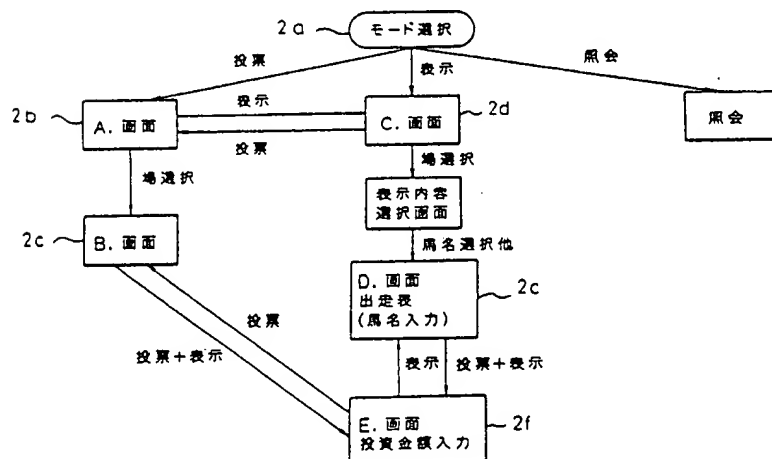 2a
モード選択
投票
表示
照会
2b
A. 画面
表示
投票
C. 画面
2d
照会
場選択
場選択
表示内容
選択画面
2c
B. 画面
馬名選択他
D. 画面
出走表
(馬名入力)
2c
投票
投票+表示
表示
投票+表示
E. 画面
投資金額入力
2f